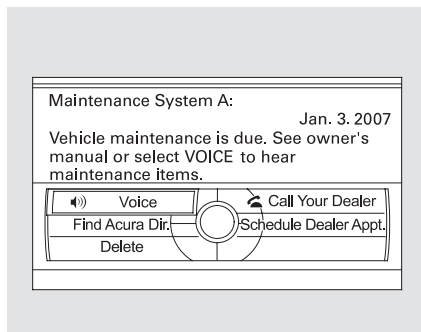 Maintenance System A:
Jan. 3. 2007
Vehicle maintenance is due. See owner's
manual or select VOICE to hear
maintenance items.
Voice
Call Your Dealer
Find Acura Dir.
Schedule Dealer Appt.
Delete